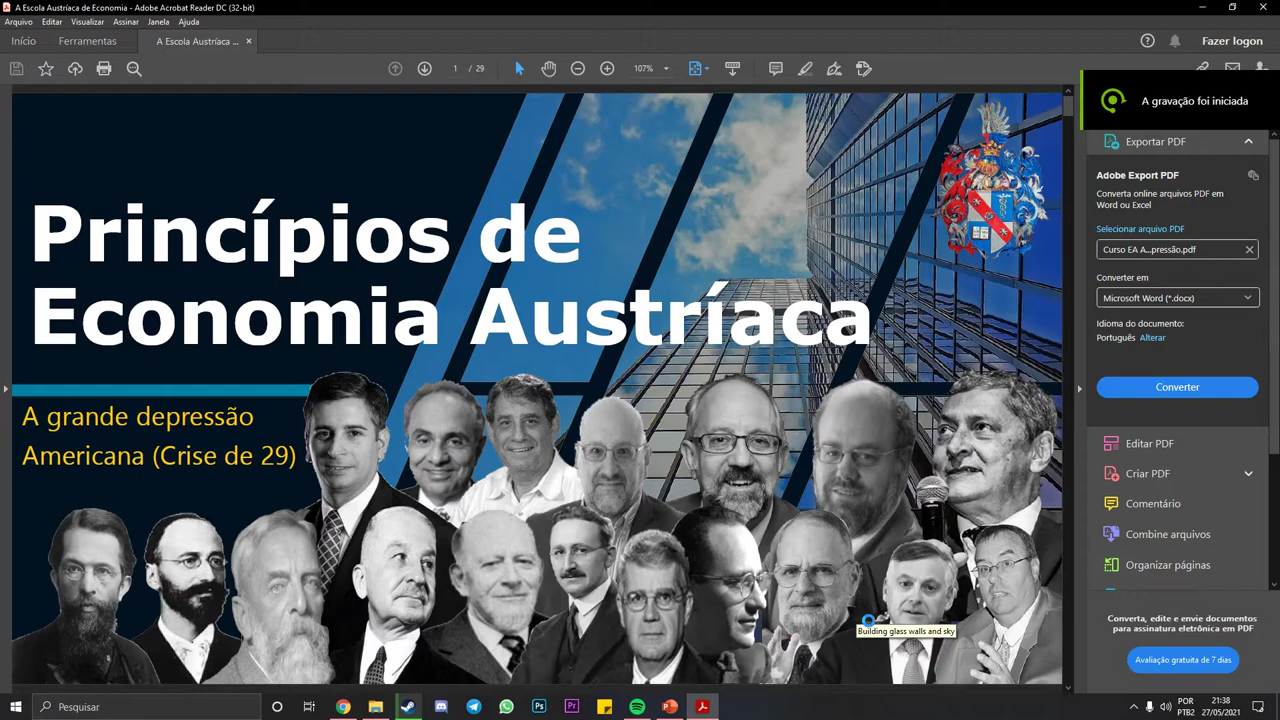 A Escola Austríaca de Economia - Adobe Acrobat Reader DC (32-bit)
Arquivo Editar Visualizar Assinar Janela Ajuda
Início Ferramentas A Escola Austríaca ... × Fazer logon
1 / 29 107%
A gravação foi iniciada
Exportar PDF
Adobe Export PDF
Converta online arquivos PDF em
Word ou Excel
Selecionar arquivo PDF
Curso EA A...pressão.pdf
Converter em
Microsoft Word (*.docx)
Idioma do documento:
Português Alterar
Converter
Editar PDF
Criar PDF
Comentário
Combine arquivos
Organizar páginas
Converta, edite e envie documentos
para assinatura eletrônica em PDF
Avaliação gratuita de 7 dias
Princípios de
Economia Austríaca
A grande depressão
Americana (Crise de 29)
Building glass walls and sky
Pesquisar
POR
PTB2
21:38
27/05/2021